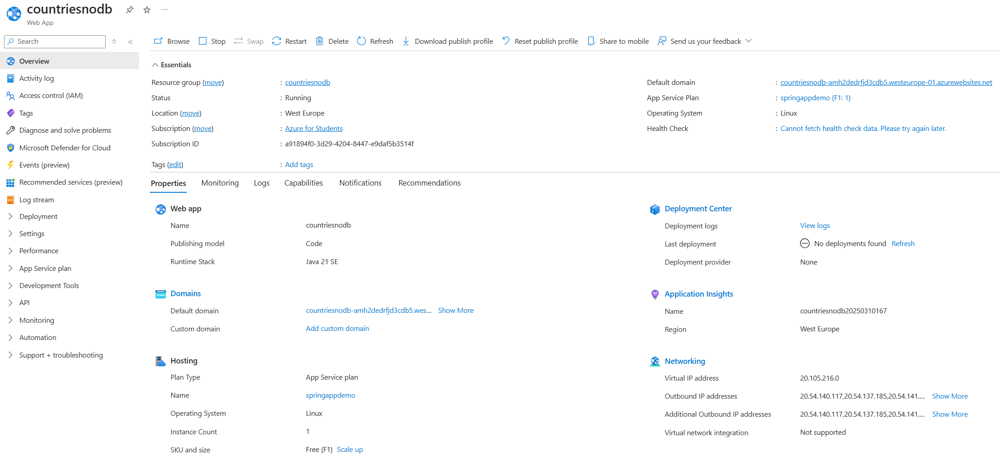 countriesnodb
Web App
Search
Overview
Activity log
Access control (IAM)
Tags
Diagnose and solve problems
Microsoft Defender for Cloud
Events (preview)
Recommended services (preview)
Log stream
Deployment
Settings
Performance
App Service plan
Development Tools
API
Monitoring
Automation
Support + troubleshooting
Browse Stop Swap Restart Delete Refresh Download publish profile Reset publish profile Share to mobile Send us your feedback
Essentials
Resource group (move) : countriesnodb
Status : Running
Location (move) : West Europe
Subscription (move) : Azure for Students
Subscription ID : a91894f0-3d29-4204-8447-e9daf5b3514f
Tags (edit) : Add tags
Default domain : countriesnodb-amh2dedrfjd3cdb5.westeurope-01.azurewebsites.net
App Service Plan : springappdemo (F1: 1)
Operating System : Linux
Health Check : Cannot fetch health check data. Please try again later.
Properties Monitoring Logs Capabilities Notifications Recommendations
Web app
Name countriesnodb
Publishing model Code
Runtime Stack Java 21 SE
Domains
Default domain countriesnodb-amh2dedrfjd3cdb5.wes... Show More
Custom domain Add custom domain
Hosting
Plan Type App Service plan
Name springappdemo
Operating System Linux
Instance Count 1
SKU and size Free (F1) Scale up
Deployment Center
Deployment logs View logs
Last deployment No deployments found Refresh
Deployment provider None
Application Insights
Name countriesnodb20250310167
Region West Europe
Networking
Virtual IP address 20.105.216.0
Outbound IP addresses 20.54.140.117,20.54.137.185,20.54.141.... Show More
Additional Outbound IP addresses 20.54.140.117,20.54.137.185,20.54.141.... Show More
Virtual network integration Not supported